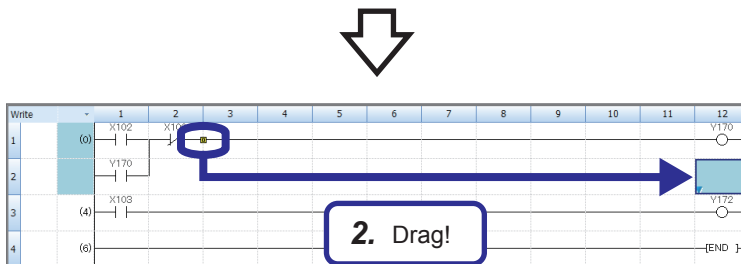 Write 1 2 3 4 5 6 7 8 9 10 11 12
X102 Y170
1 (0)
Y170
2
X103 Y172
3 (4)
2. Drag!
4 (6) [END]